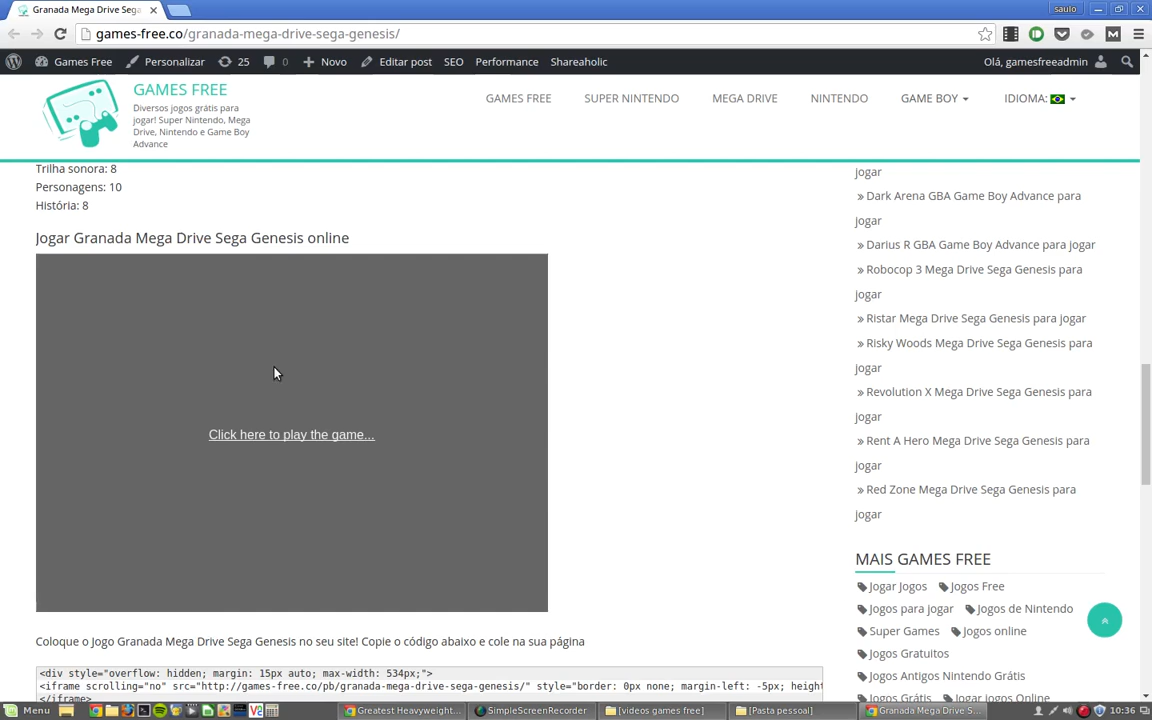 Granada Mega Drive Sega
saulo
games-free.co/granada-mega-drive-sega-genesis/
Games Free Personalizar 25 0 Novo Editar post SEO Performance Shareaholic Olá, gamesfreeadmin
GAMES FREE
Diversos jogos grátis para
jogar! Super Nintendo, Mega
Drive, Nintendo e Game Boy
Advance
GAMES FREE SUPER NINTENDO MEGA DRIVE NINTENDO GAME BOY IDIOMA:
Trilha sonora: 8
Personagens: 10
História: 8
Jogar Granada Mega Drive Sega Genesis online
Click here to play the game...
Coloque o Jogo Granada Mega Drive Sega Genesis no seu site! Copie o código abaixo e cole na sua página
<div style="overflow: hidden; margin: 15px auto; max-width: 534px;">
<iframe scrolling="no" src="http://games-free.co/pb/granada-mega-drive-sega-genesis/" style="border: 0px none; margin-left: -5px; height
</iframe>
jogar
» Dark Arena GBA Game Boy Advance para
jogar
» Darius R GBA Game Boy Advance para jogar
» Robocop 3 Mega Drive Sega Genesis para
jogar
» Ristar Mega Drive Sega Genesis para jogar
» Risky Woods Mega Drive Sega Genesis para
jogar
» Revolution X Mega Drive Sega Genesis para
jogar
» Rent A Hero Mega Drive Sega Genesis para
jogar
» Red Zone Mega Drive Sega Genesis para
jogar
MAIS GAMES FREE
Jogar Jogos Jogos Free
Jogos para jogar Jogos de Nintendo
Super Games Jogos online
Jogos Gratuitos
Jogos Antigos Nintendo Grátis
Jogos Grátis Jogar jogos Online
Menu Greatest Heavyweight... SimpleScreenRecorder [videos games free] [Pasta pessoal] Granada Mega Drive S... 10:36